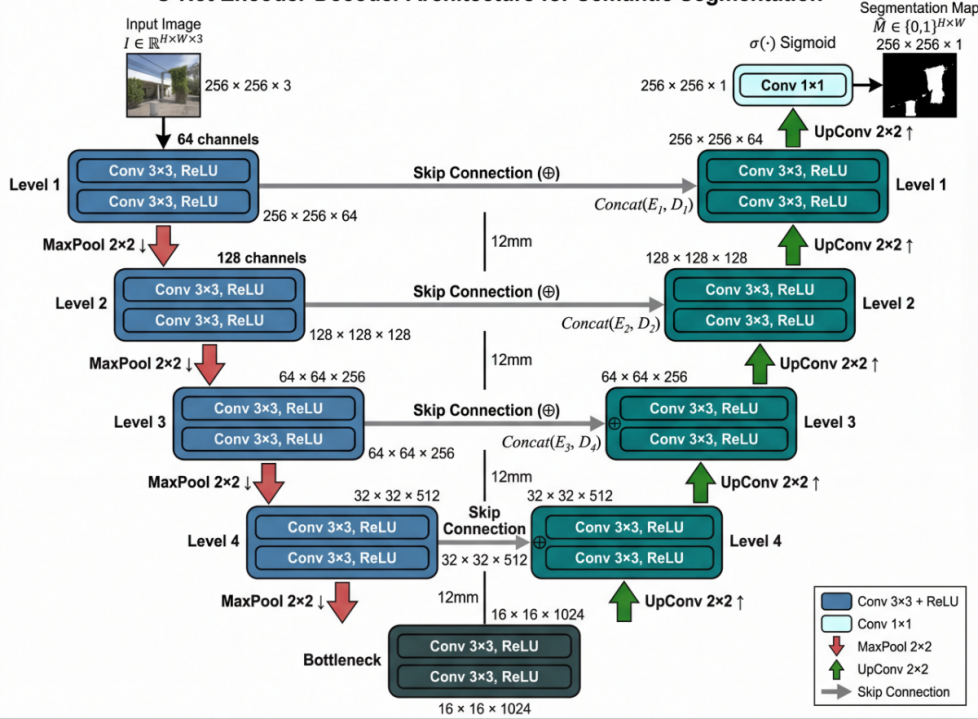 U-Net Encoder-Decoder Architecture for Semantic Segmentation
Input Image
I ∈ ℝ^{H×W×3}
256 × 256 × 3
Segmentation Map
M̂ ∈ {0,1}^{H×W}
256 × 256 × 1
σ(·) Sigmoid
256 × 256 × 1
Conv 1×1
UpConv 2×2 ↑
64 channels
256 × 256 × 64
Level 1
Conv 3×3, ReLU
Conv 3×3, ReLU
Skip Connection (⊕)
Concat(E₁, D₁)
Conv 3×3, ReLU
Conv 3×3, ReLU
Level 1
256 × 256 × 64
MaxPool 2×2 ↓
12mm
UpConv 2×2 ↑
128 channels
128 × 128 × 128
Level 2
Conv 3×3, ReLU
Conv 3×3, ReLU
Skip Connection (⊕)
Concat(E₂, D₂)
Conv 3×3, ReLU
Conv 3×3, ReLU
Level 2
128 × 128 × 128
MaxPool 2×2 ↓
12mm
UpConv 2×2 ↑
64 × 64 × 256
64 × 64 × 256
Level 3
Conv 3×3, ReLU
Conv 3×3, ReLU
Skip Connection (⊕)
Concat(E₃, D₄)
⊕
Conv 3×3, ReLU
Conv 3×3, ReLU
Level 3
64 × 64 × 256
MaxPool 2×2 ↓
12mm
UpConv 2×2 ↑
32 × 32 × 512
32 × 32 × 512
Level 4
Conv 3×3, ReLU
Conv 3×3, ReLU
Skip
Connection
⊕
Conv 3×3, ReLU
Conv 3×3, ReLU
Level 4
32 × 32 × 512
MaxPool 2×2 ↓
12mm
UpConv 2×2 ↑
16 × 16 × 1024
Bottleneck
Conv 3×3, ReLU
Conv 3×3, ReLU
16 × 16 × 1024
Conv 3×3 + ReLU
Conv 1×1
MaxPool 2×2
UpConv 2×2
Skip Connection